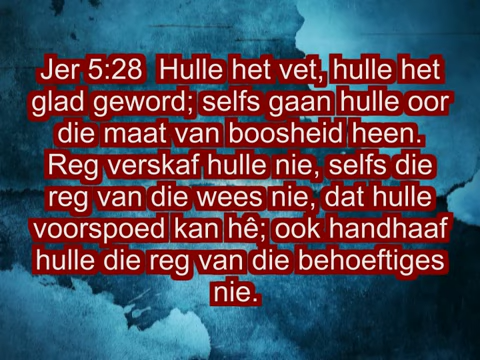 Jer 5:28  Hulle het vet, hulle het
glad geword; selfs gaan hulle oor
die maat van boosheid heen.
Reg verskaf hulle nie, selfs die
reg van die wees nie, dat hulle
voorspoed kan hê; ook handhaaf
hulle die reg van die behoeftiges
nie.